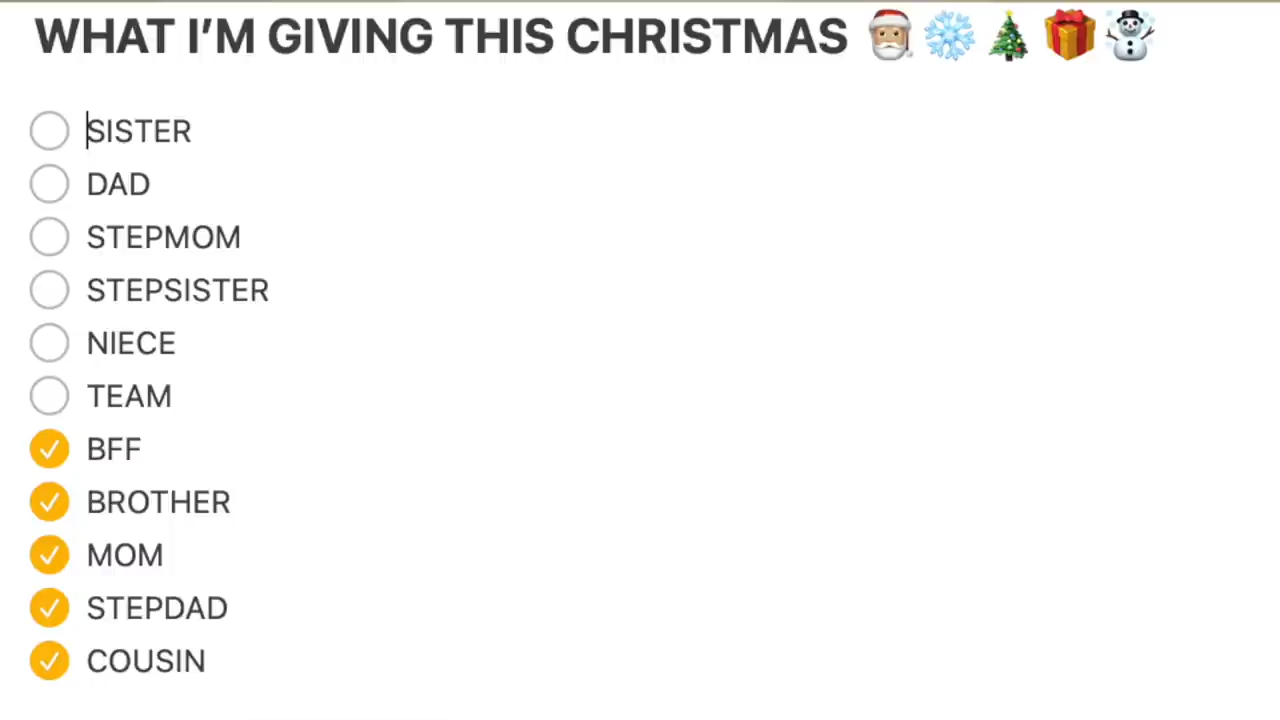 WHAT I’M GIVING THIS CHRISTMAS 🎅🏼❄️🎄🎁☃️
SISTER
DAD
STEPMOM
STEPSISTER
NIECE
TEAM
BFF
BROTHER
MOM
STEPDAD
COUSIN